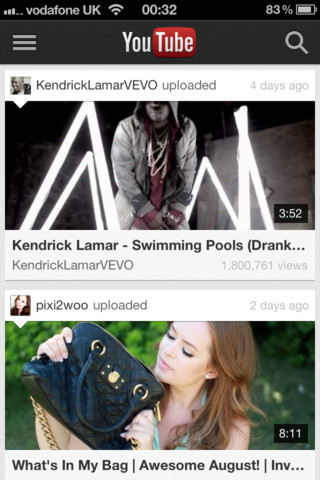 vodafone UK 00:32 83%
YouTube
KendrickLamarVEVO uploaded 4 days ago
3:52
Kendrick Lamar - Swimming Pools (Drank...
KendrickLamarVEVO 1,800,761 views
pixi2woo uploaded 2 days ago
8:11
What's In My Bag | Awesome August! | Inv...